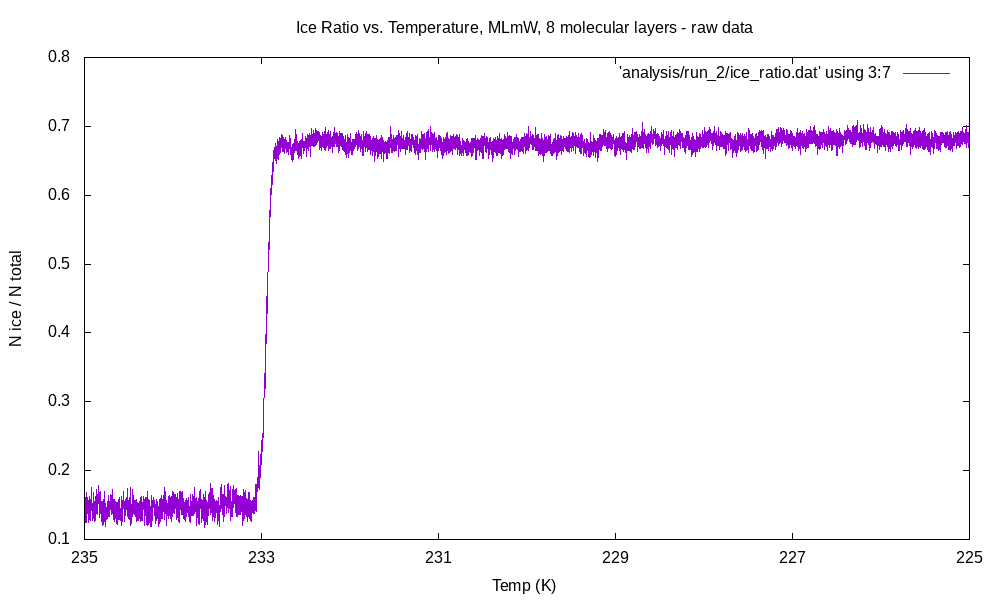 Ice Ratio vs. Temperature, MLmW, 8 molecular layers - raw data
'analysis/run_2/ice_ratio.dat' using 3:7
N ice / N total
0.8
0.7
0.6
0.5
0.4
0.3
0.2
0.1
235 233 231 229 227 225
Temp (K)